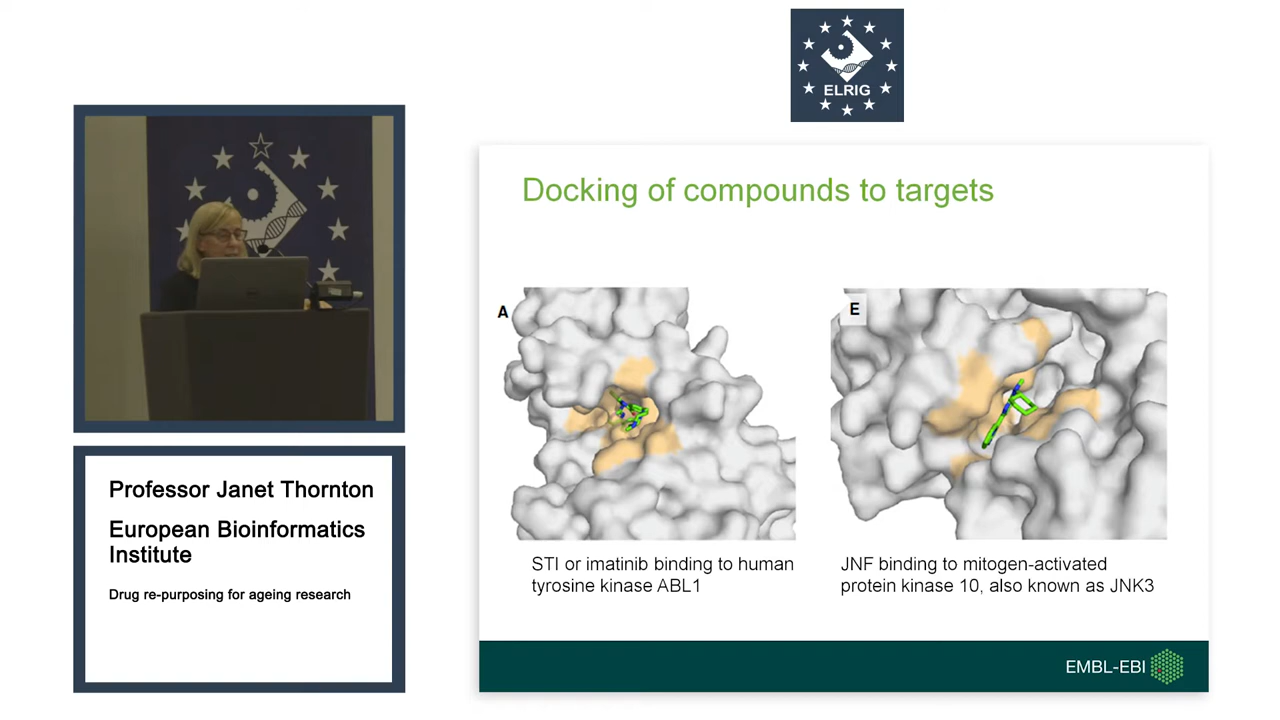 ELRIG
Docking of compounds to targets
A
E
STI or imatinib binding to human
tyrosine kinase ABL1
JNF binding to mitogen-activated
protein kinase 10, also known as JNK3
EMBL-EBI
Professor Janet Thornton
European Bioinformatics
Institute
Drug re-purposing for ageing research